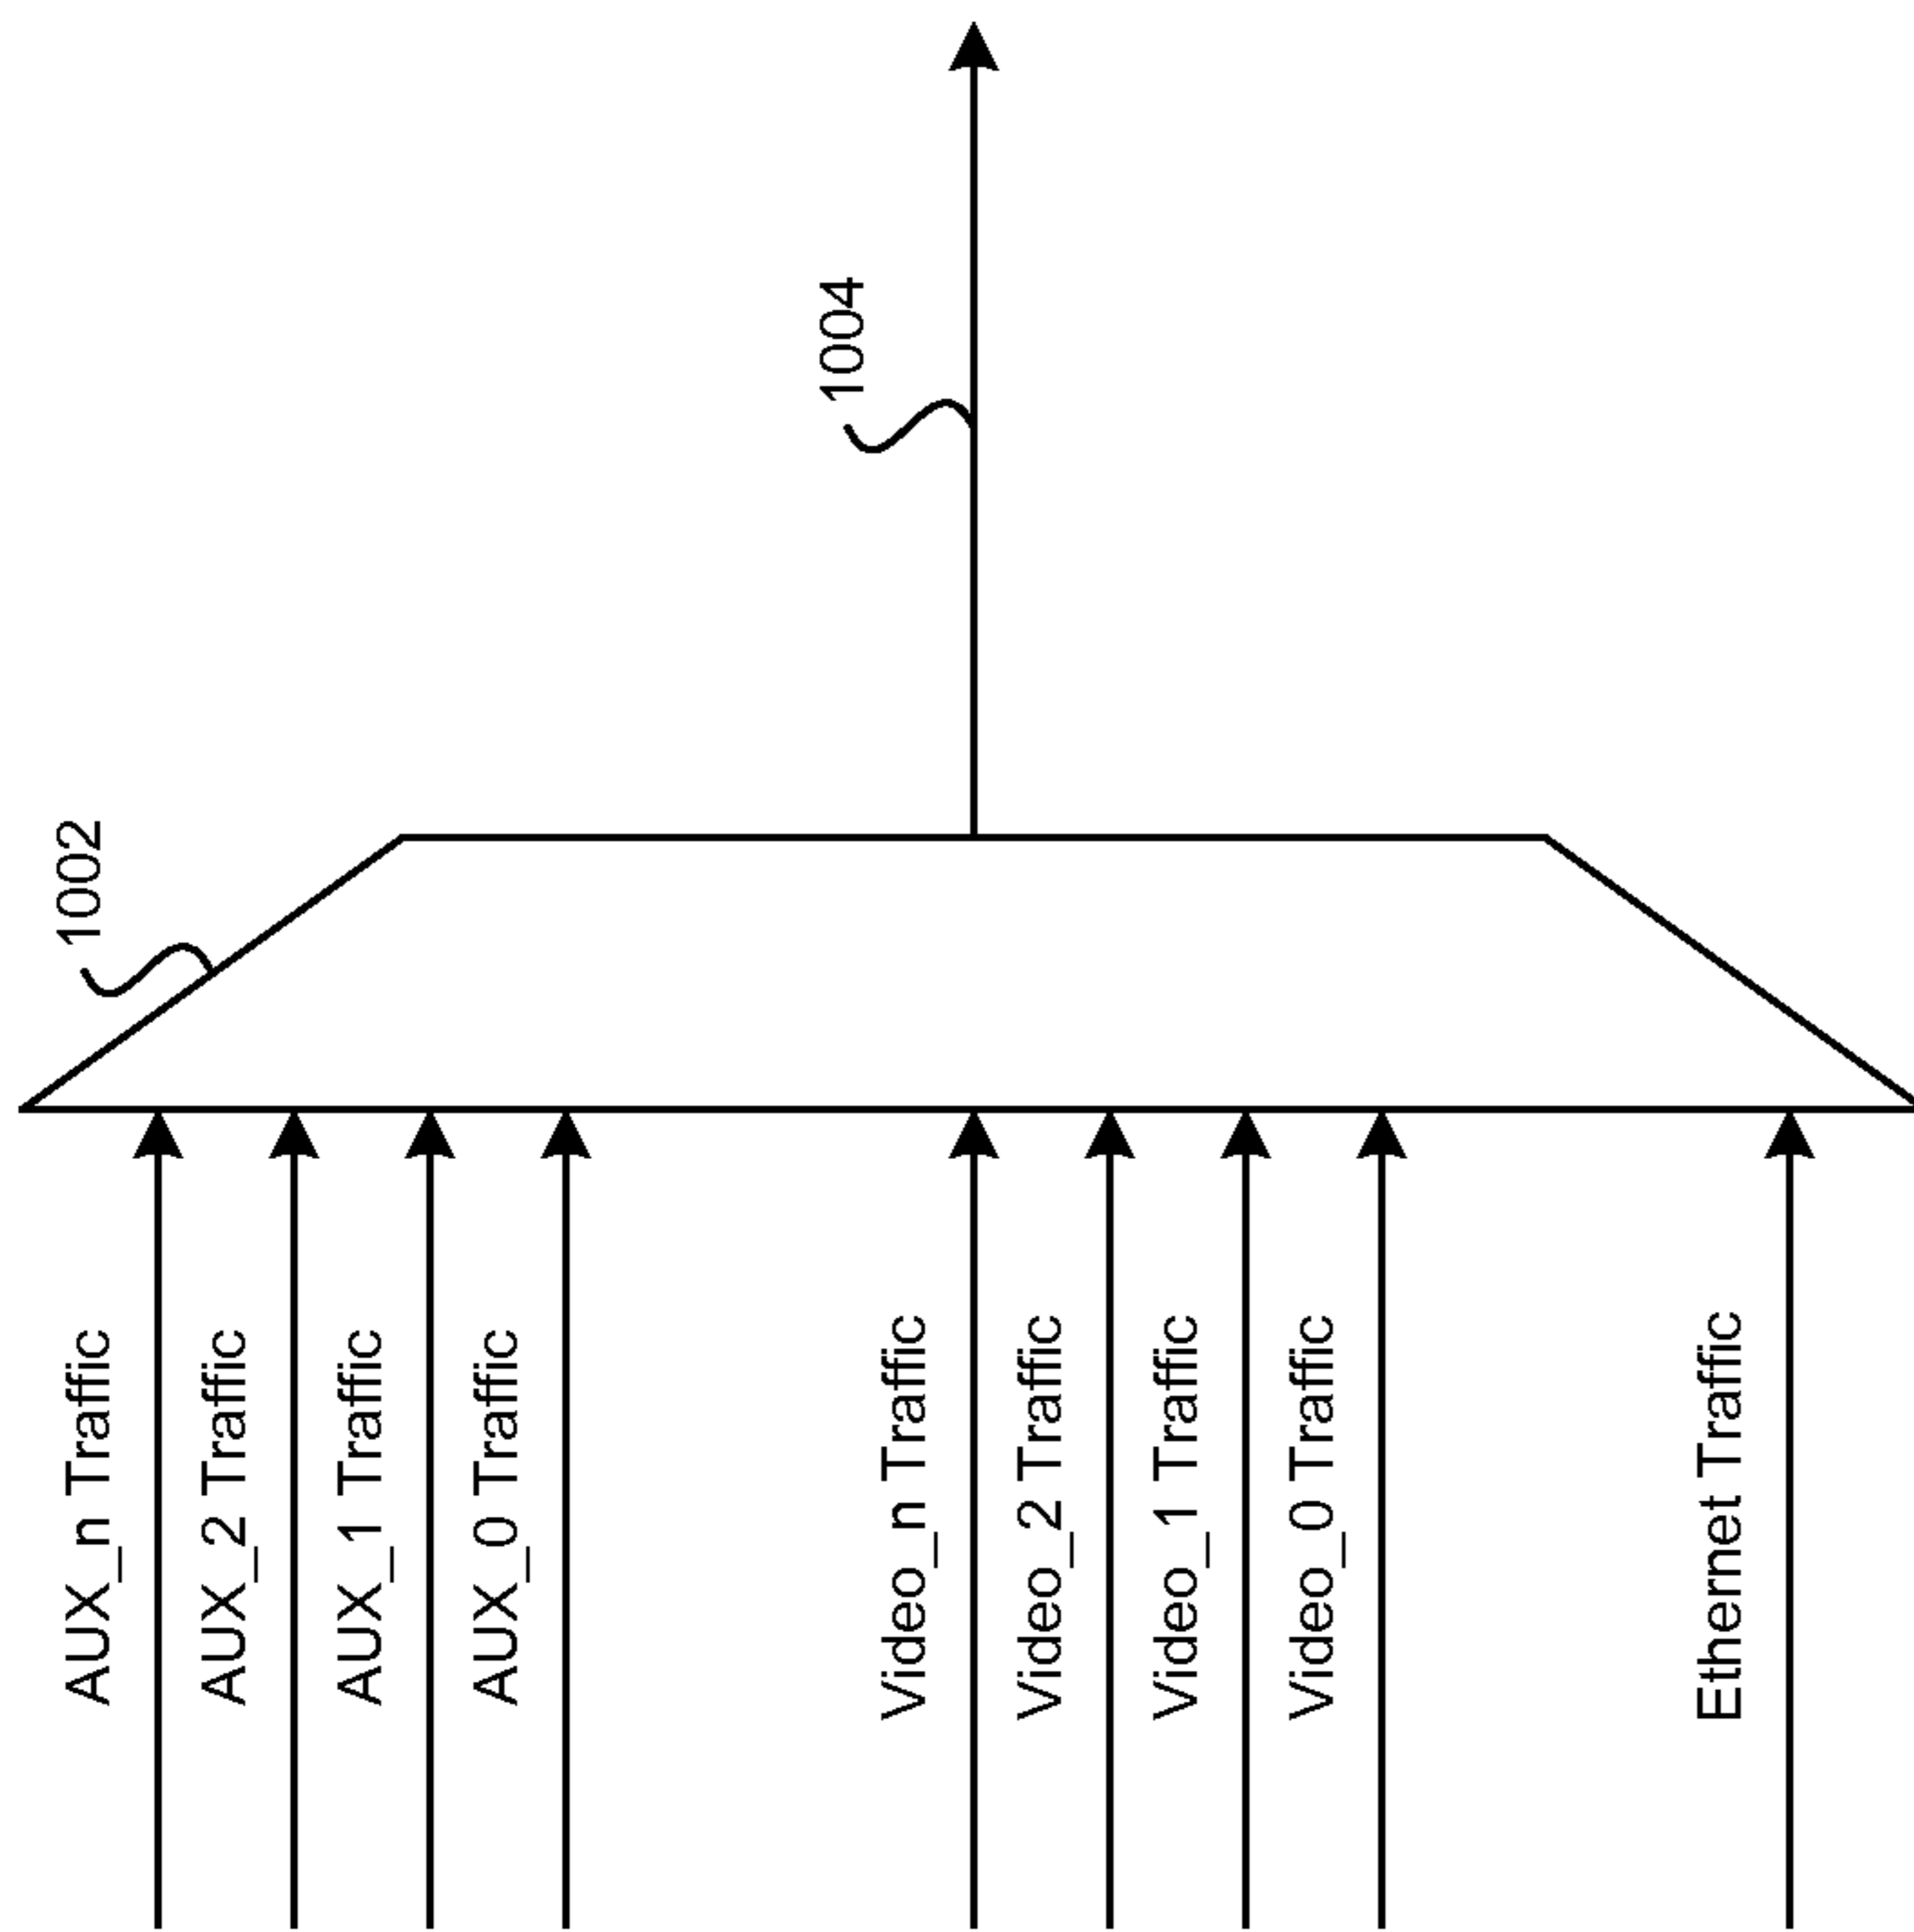 1002
1004
AUX_n Traffic
AUX_2 Traffic
AUX_1 Traffic
AUX_0 Traffic
Video_n Traffic
Video_2 Traffic
Video_1 Traffic
Video_0 Traffic
Ethernet Traffic